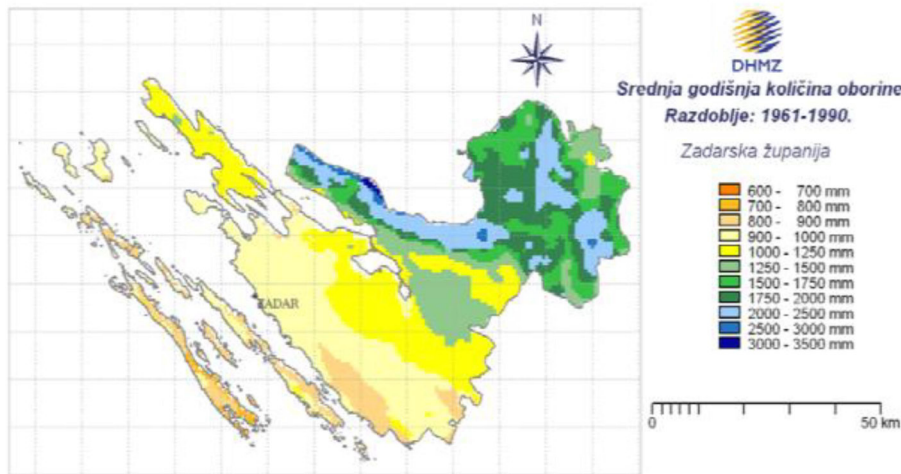 N
DHMZ
Srednja godišnja količina oborine
Razdoblje: 1961-1990.
Zadarska županija
600 - 700 mm
700 - 800 mm
800 - 900 mm
900 - 1000 mm
1000 - 1250 mm
1250 - 1500 mm
1500 - 1750 mm
1750 - 2000 mm
2000 - 2500 mm
2500 - 3000 mm
3000 - 3500 mm
ZADAR
0 50 km